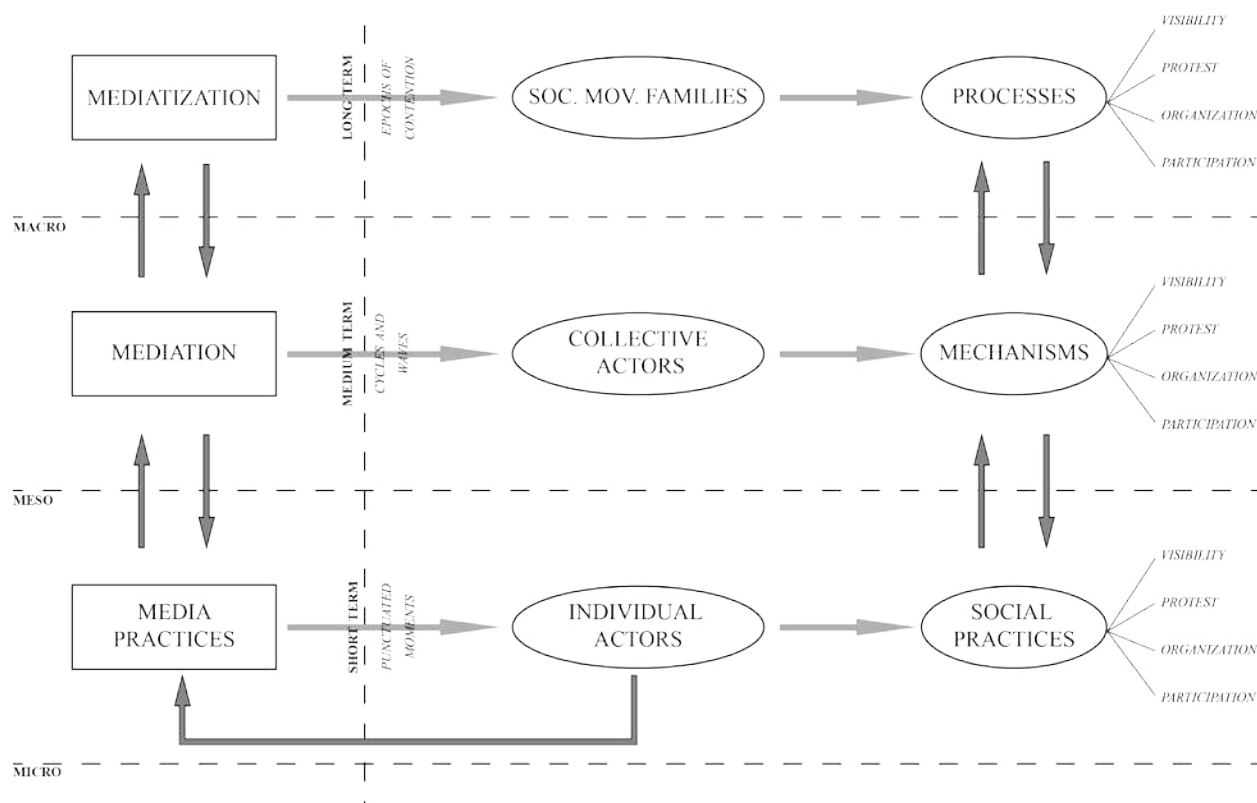 MEDIATIZATION
LONG TERM
EPOCHS OF
CONTENTION
SOC. MOV. FAMILIES
PROCESSES
VISIBILITY
PROTEST
ORGANIZATION
PARTICIPATION
MACRO
MEDIATION
MEDIUM TERM
CYCLES AND
WAVES
COLLECTIVE
ACTORS
MECHANISMS
VISIBILITY
PROTEST
ORGANIZATION
PARTICIPATION
MESO
MEDIA
PRACTICES
SHORT TERM
PUNCTUATED
MOMENTS
INDIVIDUAL
ACTORS
SOCIAL
PRACTICES
VISIBILITY
PROTEST
ORGANIZATION
PARTICIPATION
MICRO